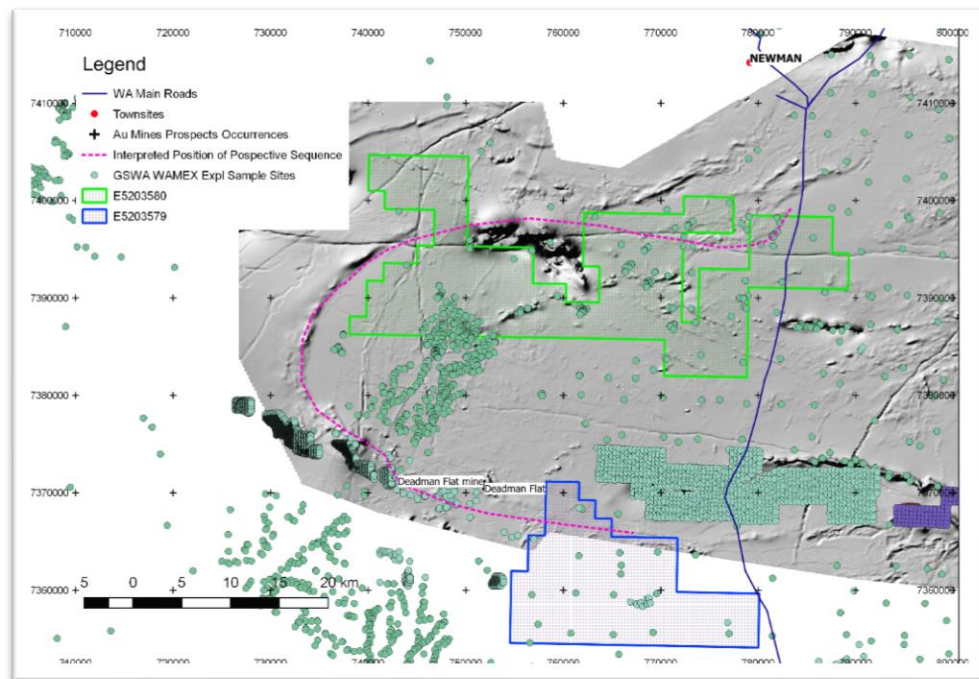 710000 720000 730000 740000 750000 760000 770000 780000 790000 800000
Legend
WA Main Roads
Townsites
Au Mines Prospects Occurrences
Interpreted Position of Pospective Sequence
GSWA WAMEX Expl Sample Sites
E5203580
E5203579
NEWMAN
7410000 7410000
7400000 7400000
7390000 7390000
7380000 7380000
7370000
Deadman Flat mine
Deadman Flat
7360000 7360000
5 0 5 10 15 20 km
710000 720000 730000 740000 750000 760000 770000 780000 790000 800000